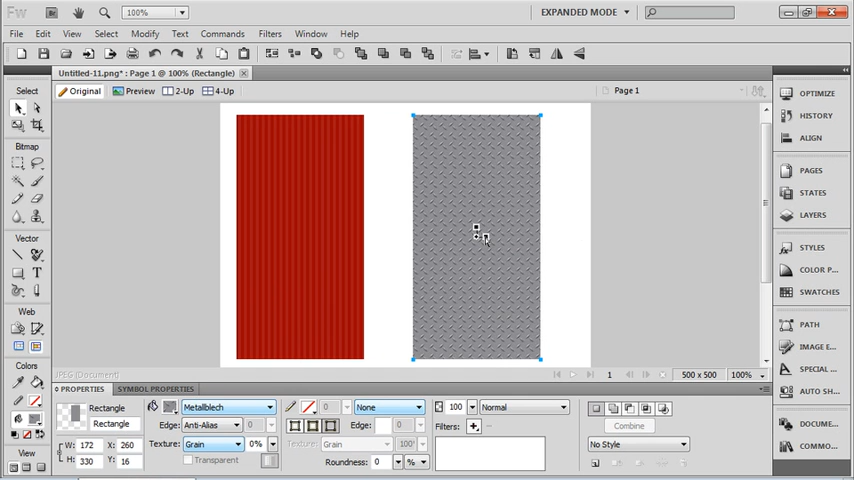 Fw 100% EXPANDED MODE
File Edit View Select Modify Text Commands Filters Window Help
Untitled-11.png* : Page 1 @ 100% (Rectangle)
Original Preview 2-Up 4-Up Page 1
Select
Bitmap
Vector
Web
Colors
View
OPTIMIZE
HISTORY
ALIGN
PAGES
STATES
LAYERS
STYLES
COLOR P...
SWATCHES
PATH
IMAGE E...
SPECIAL ...
AUTO SH...
DOCUME...
COMMO...
JPEG (Document) 1 500 x 500 100%
PROPERTIES SYMBOL PROPERTIES
Rectangle Metallblech 0 None 100 Normal
Rectangle Edge: Anti-Alias 0 Edge: 0 Filters:
Combine
W: 172 X: 260 Texture: Grain 0% Texture: Grain 100% No Style
H: 330 Y: 16 Transparent Roundness: 0 %